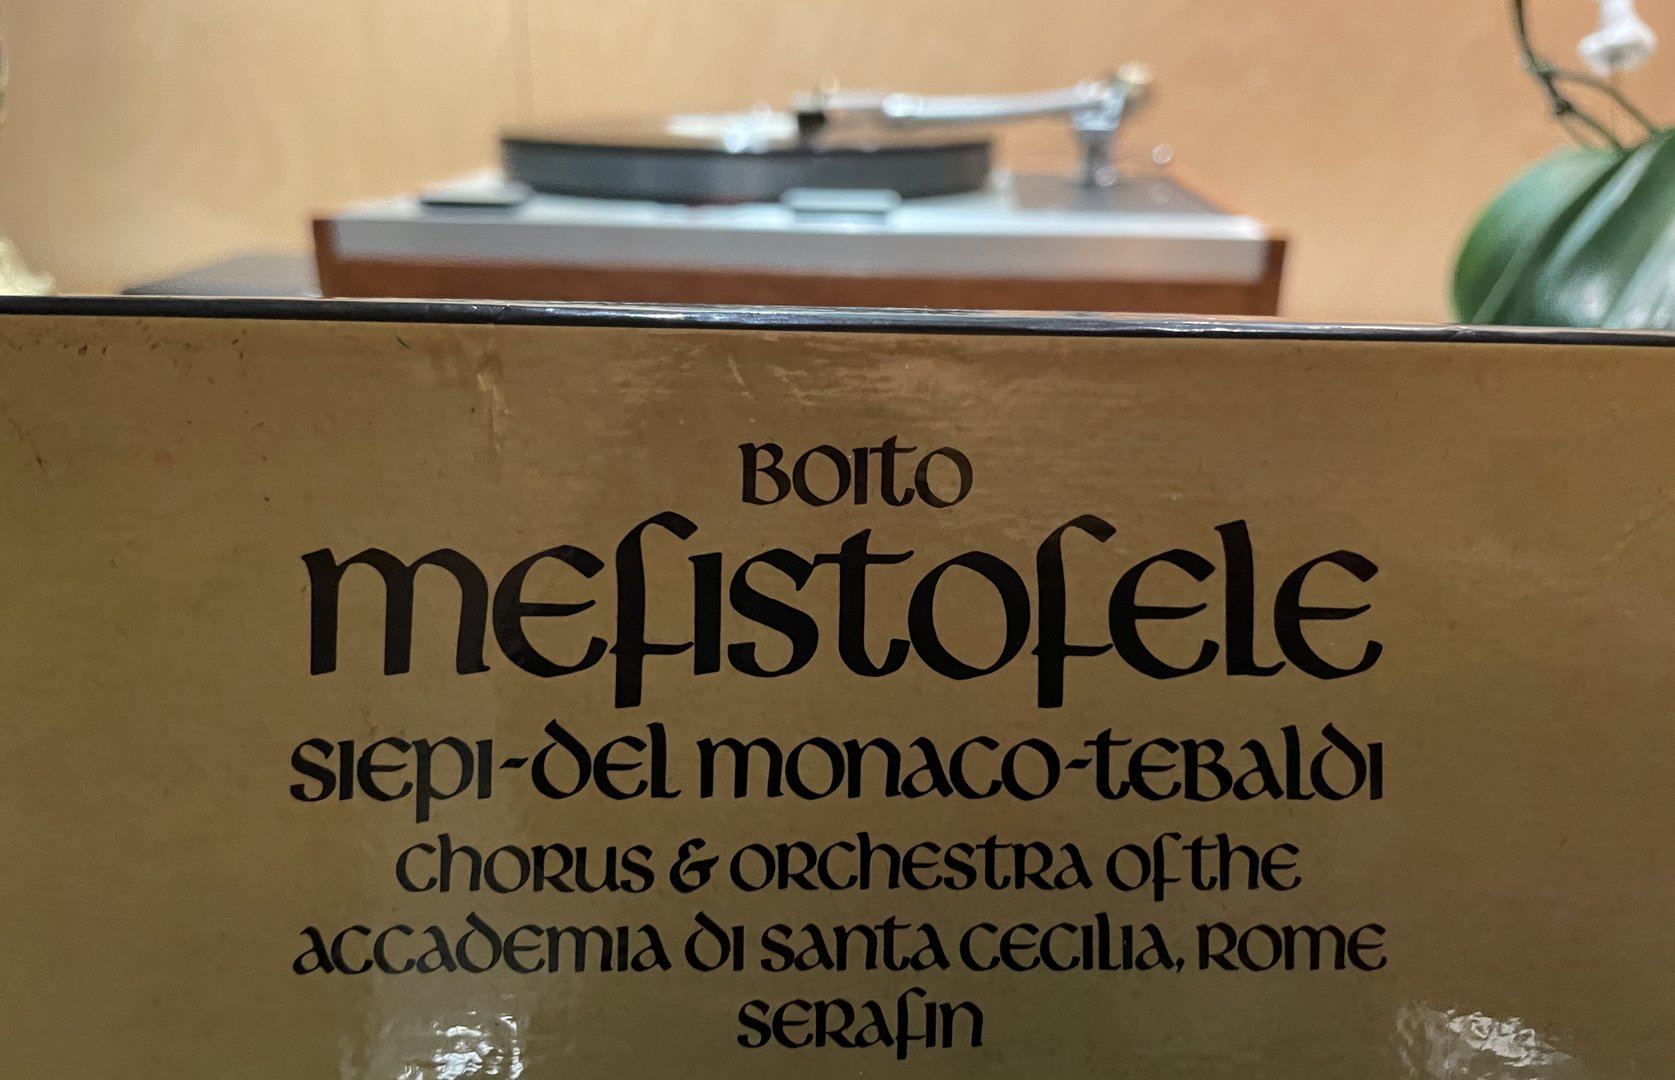 Boito
mefistofele
siepi-del monaco-tebaldi
chorus & orchestra of the
accademia di santa cecilia, rome
serafin